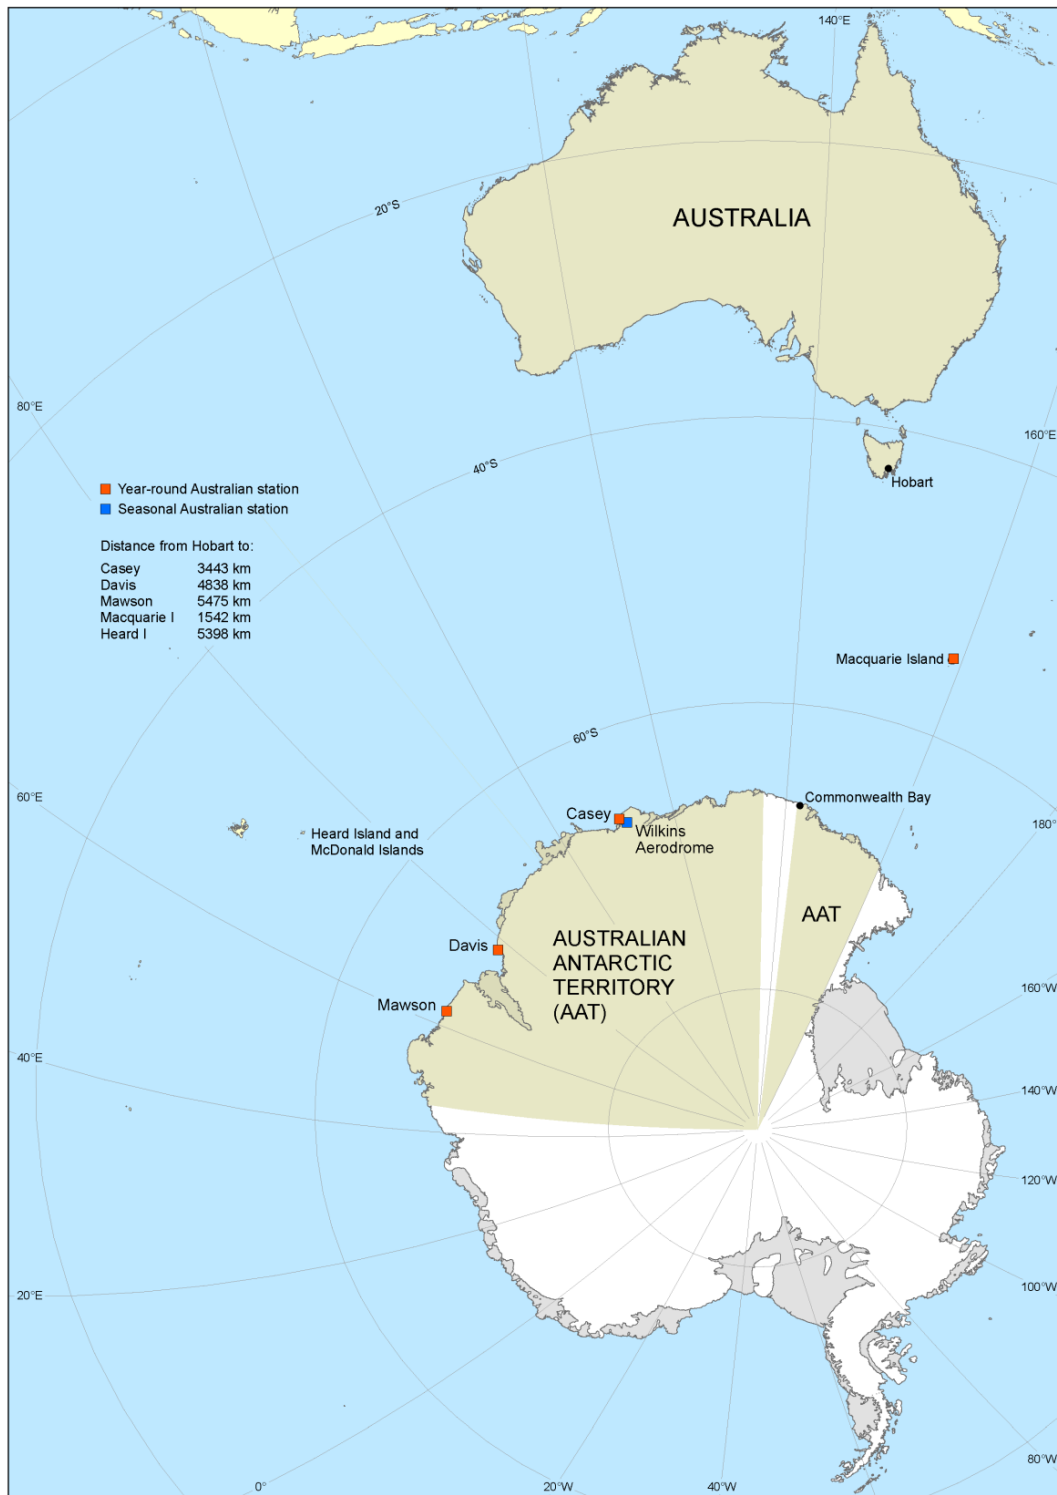 140°E
20°S
AUSTRALIA
80°E
160°E
40°S
Hobart
Year-round Australian station
Seasonal Australian station
Distance from Hobart to:
Casey 3443 km
Davis 4838 km
Mawson 5475 km
Macquarie I 1542 km
Heard I 5398 km
Macquarie Island
60°S
60°E
Commonwealth Bay
Casey
Wilkins
Aerodrome
180°
Heard Island and
McDonald Islands
AAT
Davis
AUSTRALIAN
ANTARCTIC
TERRITORY
(AAT)
Mawson
160°W
40°E
140°W
120°W
100°W
20°E
80°W
0°
20°W
40°W